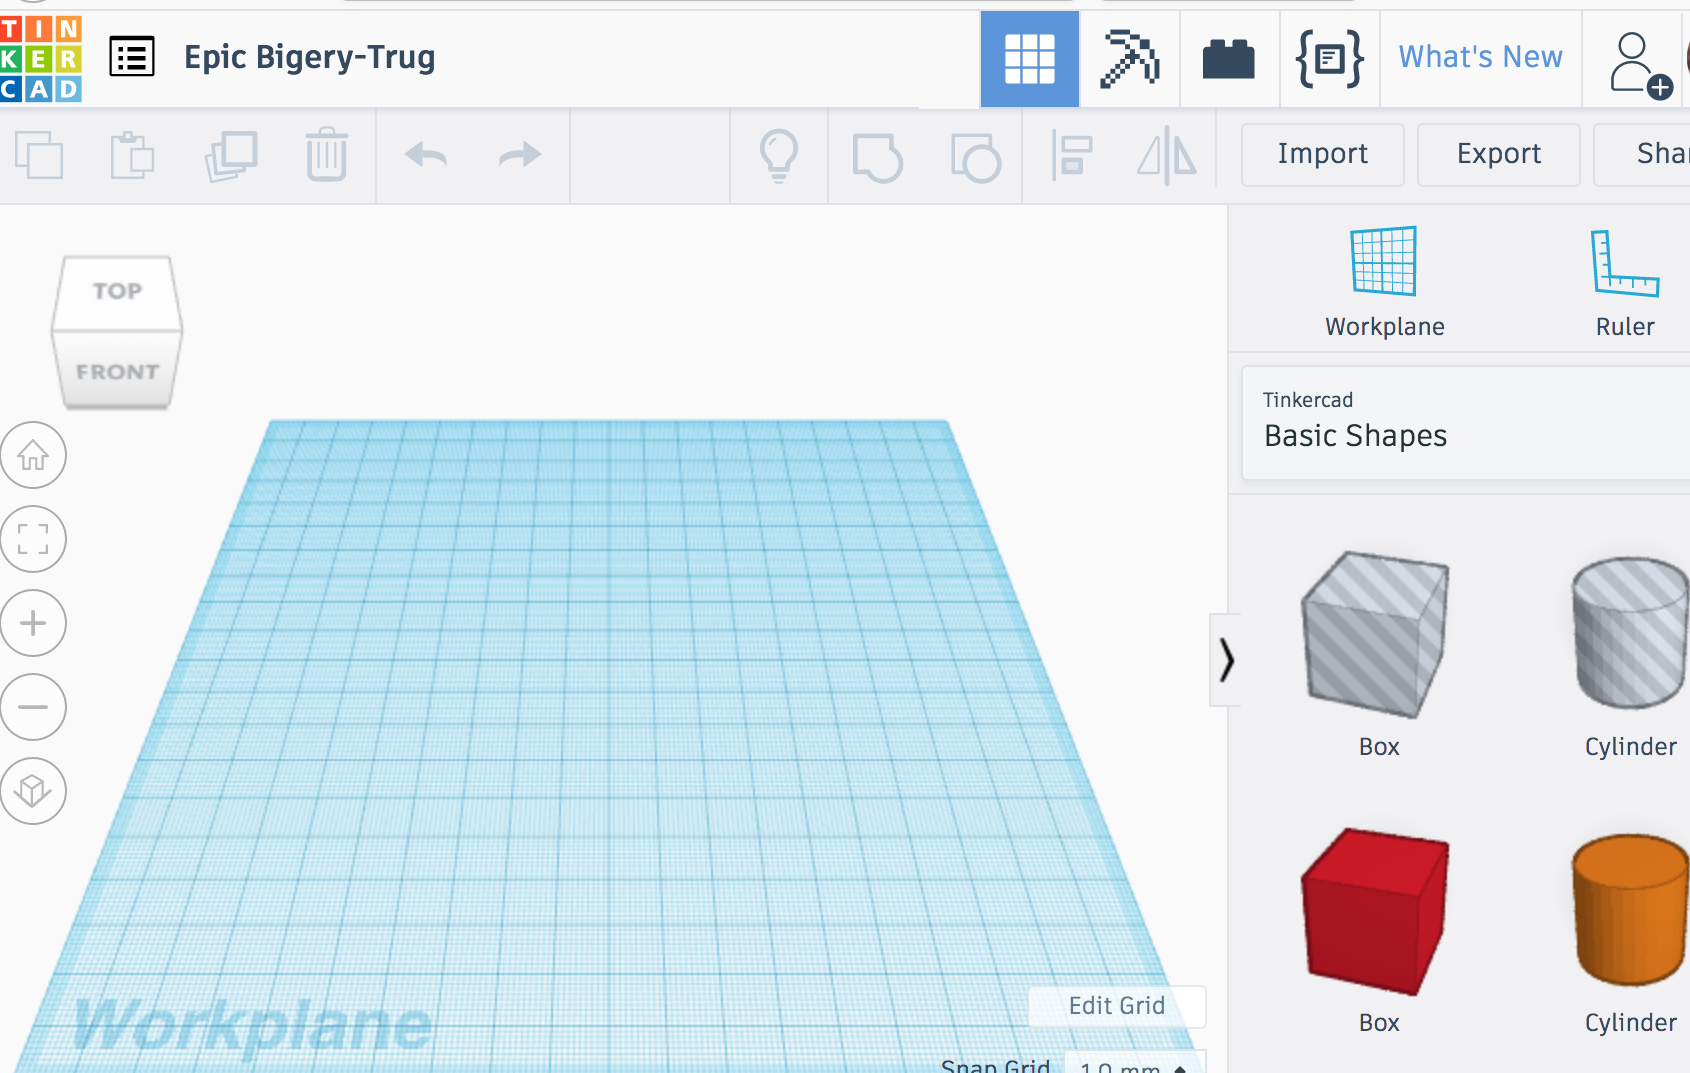 TIN
KER
CAD
Epic Bigery-Trug
What's New
Import
Export
TOP
FRONT
Workplane
Ruler
Tinkercad
Basic Shapes
Box
Cylinder
Box
Cylinder
Workplane
Edit Grid
Snap Grid
1.0 mm